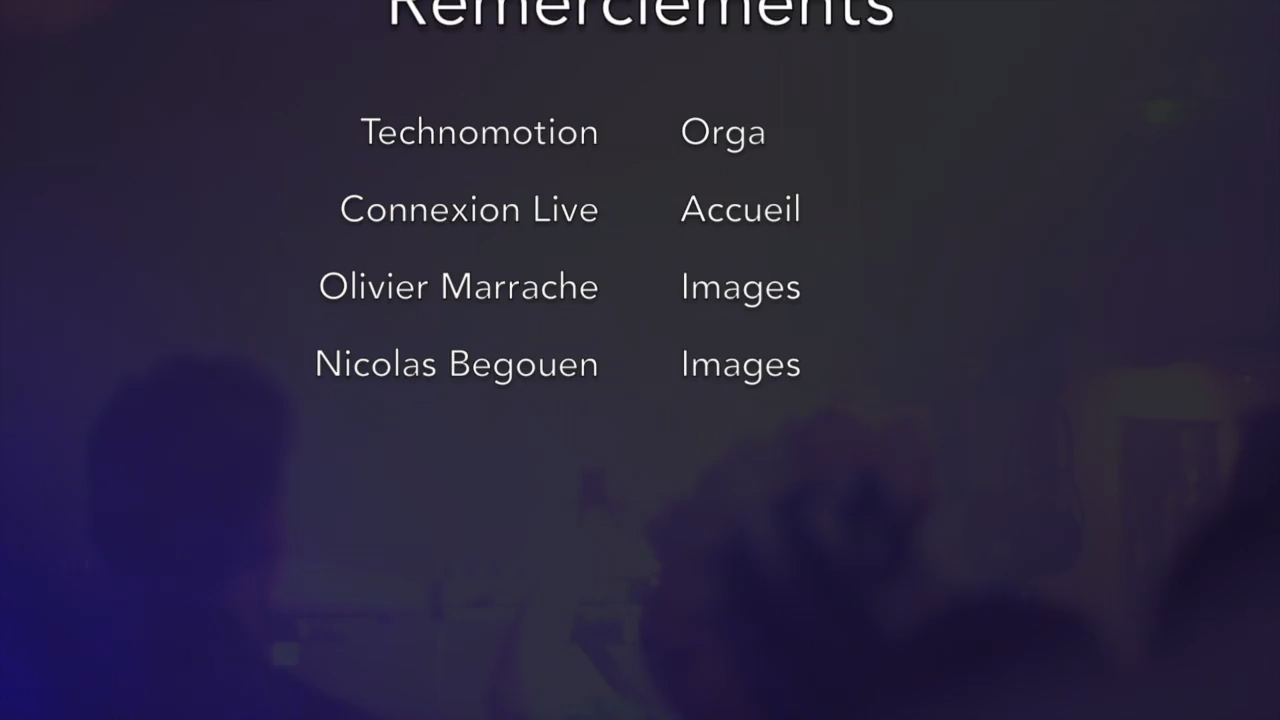 Remerciements
Technomotion Orga
Connexion Live Accueil
Olivier Marrache Images
Nicolas Begouen Images